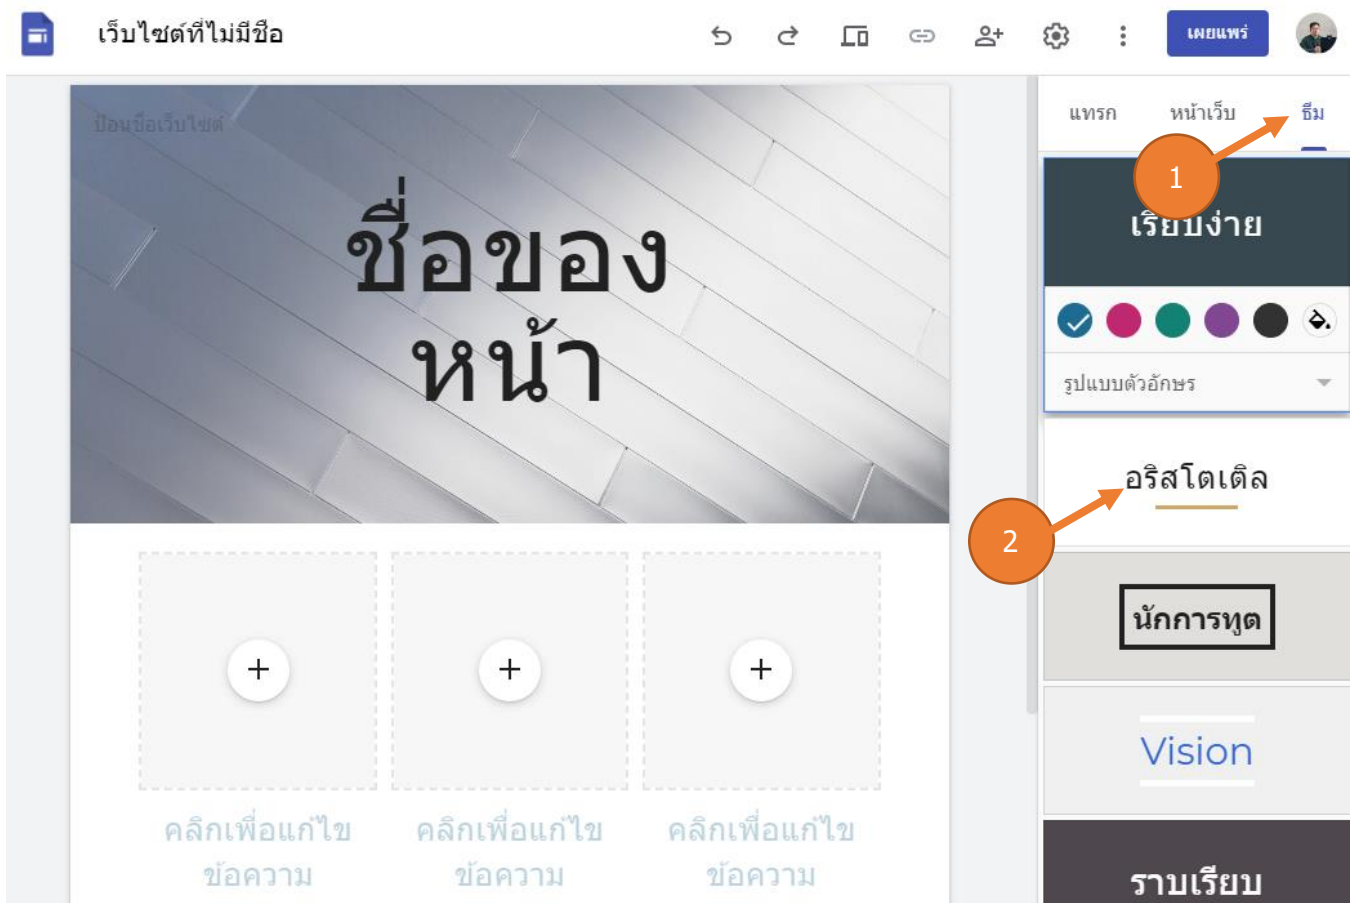 เว็บไซต์ที่ไม่มีชื่อ
เผยแพร่
แทรก
หน้าเว็บ
ธีม
ป้อนชื่อเว็บไซต์
1
ชื่อของ
หน้า
เรียบง่าย
รูปแบบตัวอักษร
อริสโตเติล
2
นักการทูต
Vision
ราบเรียบ
คลิกเพื่อแก้ไข
ข้อความ
คลิกเพื่อแก้ไข
ข้อความ
คลิกเพื่อแก้ไข
ข้อความ